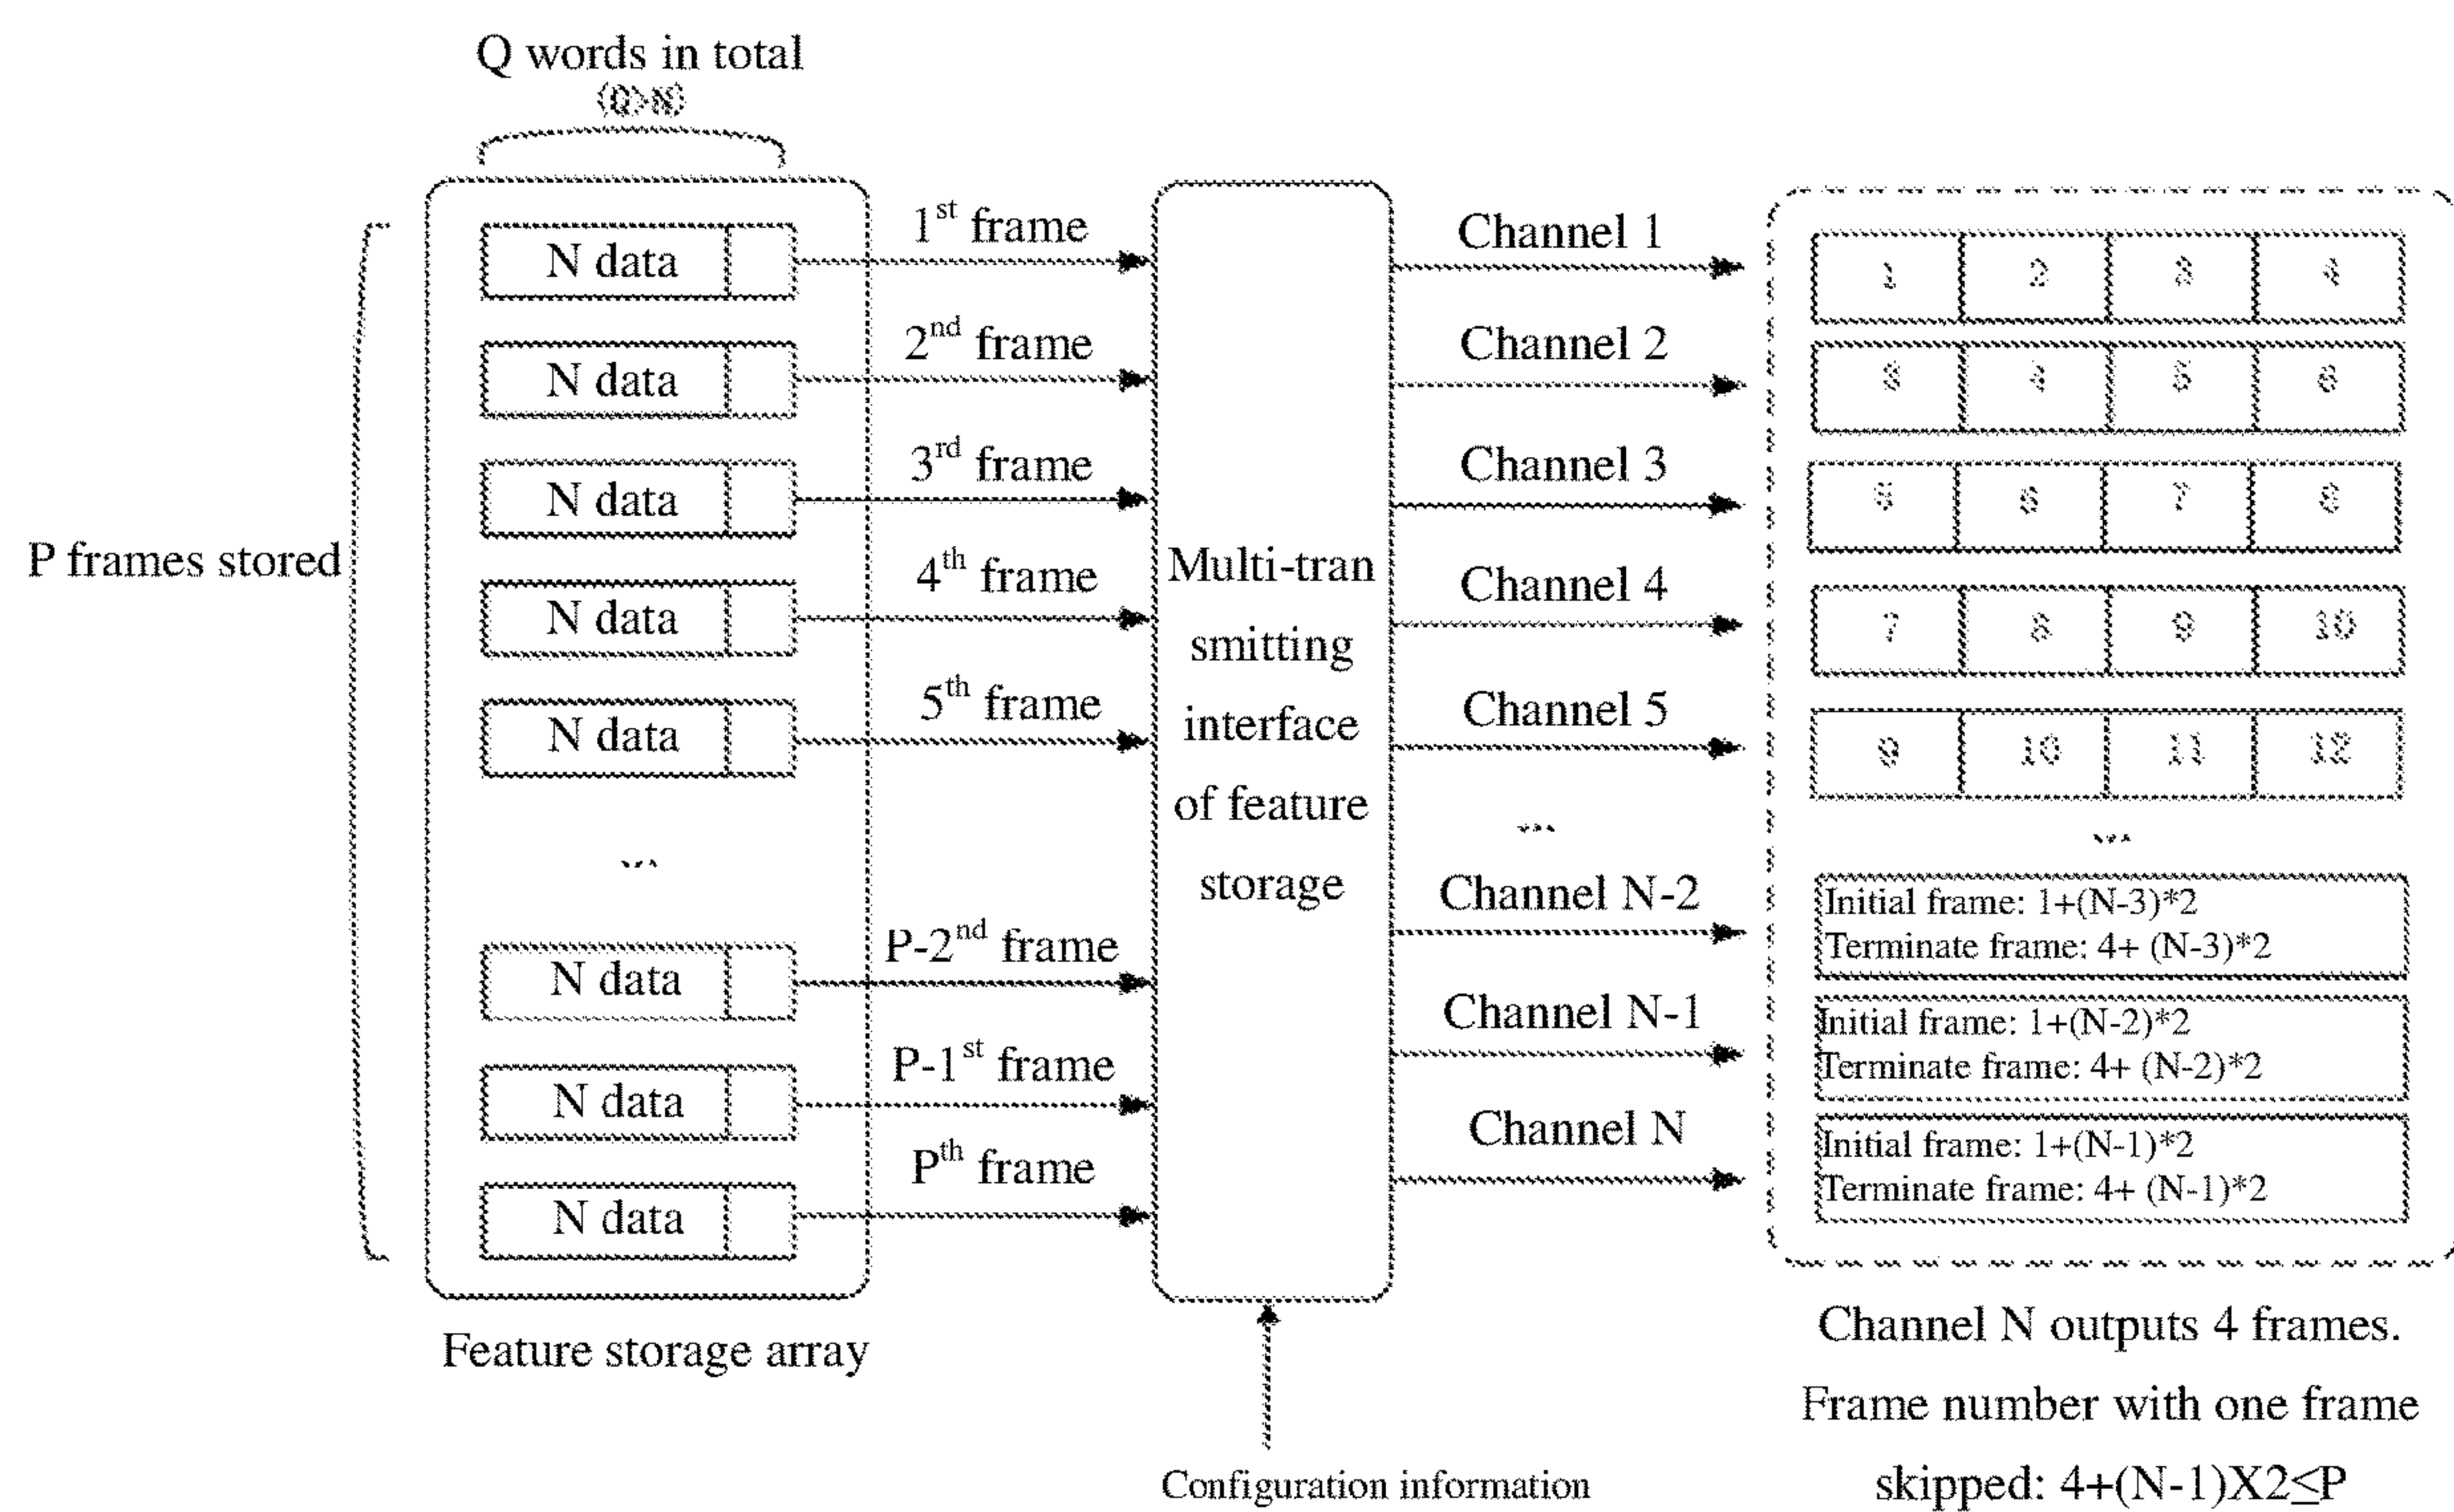 Q words in total
(Q>N)
P frames stored
N data
N data
N data
N data
N data
...
N data
N data
N data
Feature storage array
1st frame
2nd frame
3rd frame
4th frame
5th frame
P-2nd frame
P-1st frame
Pth frame
Multi-tran
smitting
interface
of feature
storage
Configuration information
Channel 1
Channel 2
Channel 3
Channel 4
Channel 5
...
Channel N-2
Channel N-1
Channel N
1 2 3 4
3 4 5 6
5 6 7 8
7 8 9 10
9 10 11 12
...
Initial frame: 1+(N-3)*2
Terminate frame: 4+ (N-3)*2
Initial frame: 1+(N-2)*2
Terminate frame: 4+ (N-2)*2
Initial frame: 1+(N-1)*2
Terminate frame: 4+ (N-1)*2
Channel N outputs 4 frames.
Frame number with one frame
skipped: 4+(N-1)X2≤P